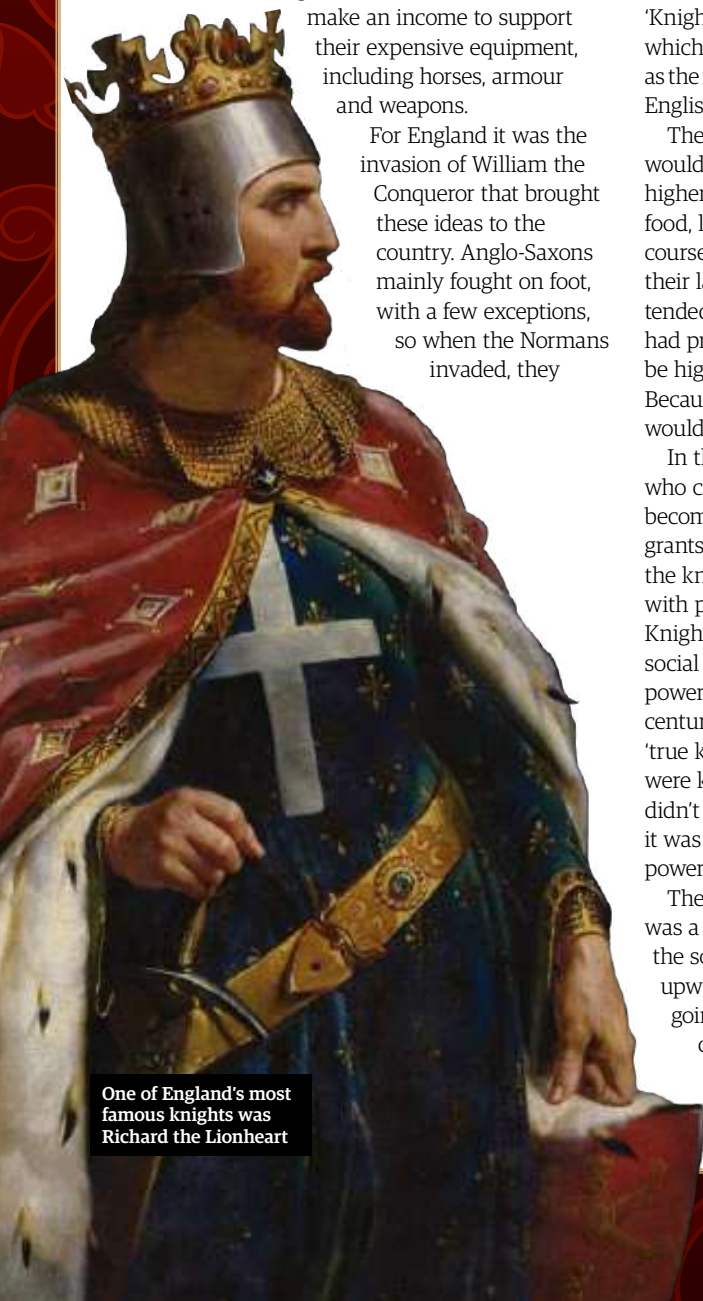 make an income to support
their expensive equipment,
including horses, armour
and weapons.
For England it was the
invasion of William the
Conqueror that brought
these ideas to the
country. Anglo-Saxons
mainly fought on foot,
with a few exceptions,
so when the Normans
invaded, they
One of England's most
famous knights was
Richard the Lionheart
'Knigh
which
as the
Englis
The
would
higher
food, l
course
their la
tended
had pr
be hig
Becau
would
In th
who c
becom
grants
the kn
with p
Knigh
social
power
centur
'true k
were k
didn't
it was
power
The
was a
the so
upw
goin